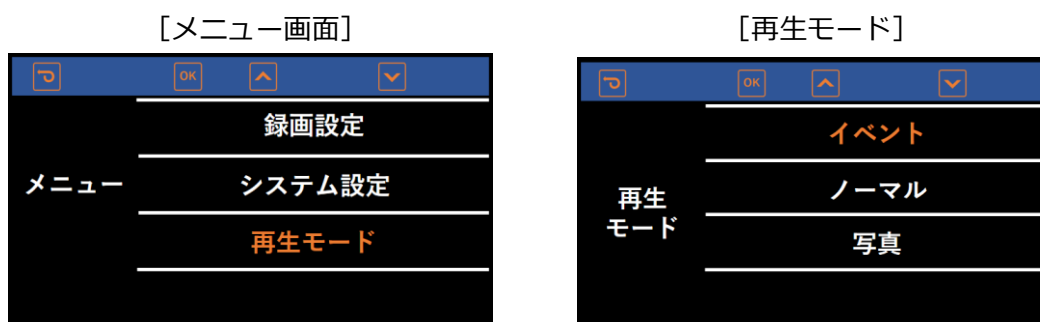 [メニュー画面]
OK
録画設定
メニュー
システム設定
再生モード
[再生モード]
OK
イベント
再生
モード
ノーマル
写真